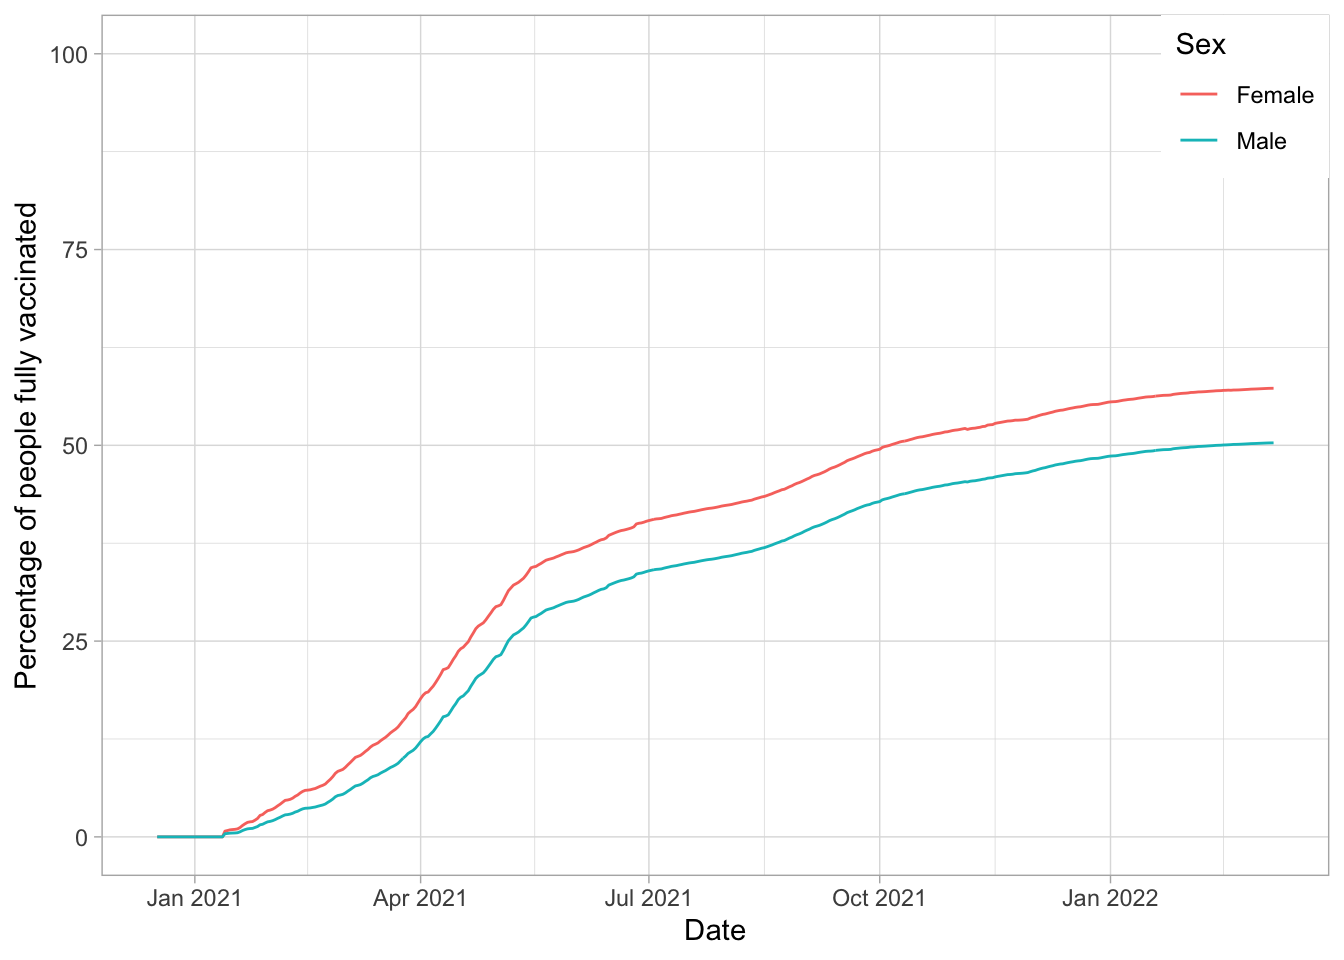 Sex
Female
Male
Percentage of people fully vaccinated
100
75
50
25
0
Jan 2021 Apr 2021 Jul 2021 Oct 2021 Jan 2022
Date